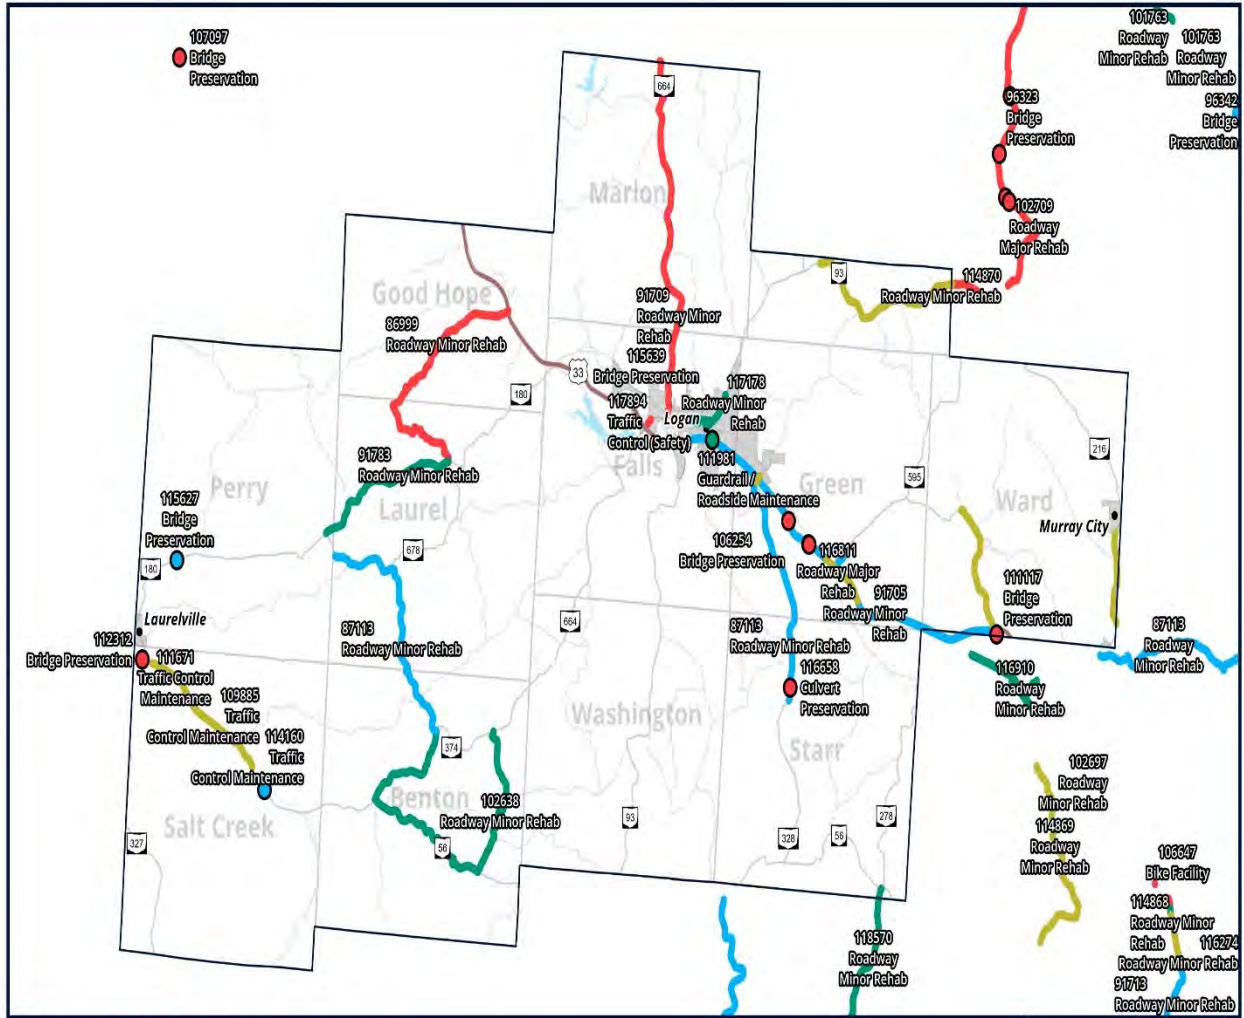 107097
Bridge
Preservation
101763
Roadway
Minor Rehab
101763
Roadway
Minor Rehab
96323
Bridge
Preservation
96342
Bridge
Preservation
664
Marion
102709
Roadway
Major Rehab
93
114870
Roadway Minor Rehab
Good Hope
86999
Roadway Minor Rehab
91709
Roadway Minor
Rehab
115639
Bridge Preservation
33
180
117894
Traffic
Control (Safety)
Logan
117178
Roadway Minor
Rehab
Falls
111981
Guardrail /
Roadside Maintenance
Green
595
216
Ward
Murray City
91783
Roadway Minor Rehab
Perry
Laurel
115627
Bridge
Preservation
180
678
106254
Bridge Preservation
116811
Roadway Major
Rehab
91705
Roadway Minor
Rehab
111117
Bridge
Preservation
Laurelville
112312
Bridge Preservation
111671
Traffic Control
Maintenance
109885
Traffic
Control Maintenance
114160
Traffic
Control Maintenance
87113
Roadway Minor Rehab
664
87113
Roadway Minor Rehab
116658
Culvert
Preservation
87113
Roadway
Minor Rehab
116910
Roadway
Minor Rehab
Washington
Starr
374
Benton
102638
Roadway Minor Rehab
Salt Creek
327
56
93
328
56
278
102697
Roadway
Minor Rehab
114869
Roadway
Minor Rehab
106647
Bike Facility
114868
Roadway Minor
Rehab
116274
Roadway Minor Rehab
91713
Roadway Minor Rehab
118570
Roadway
Minor Rehab